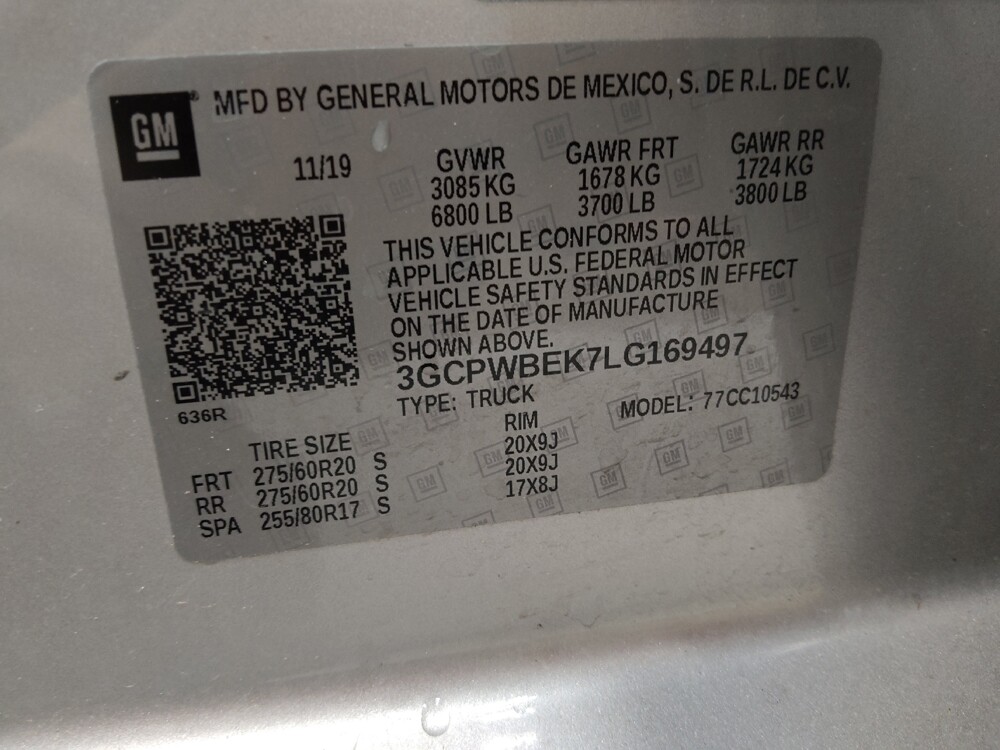 MFD BY GENERAL MOTORS DE MEXICO, S. DE R.L. DE C.V.
GM
11/19
GVWR GAWR FRT GAWR RR
3085 KG 1678 KG 1724 KG
6800 LB 3700 LB 3800 LB
THIS VEHICLE CONFORMS TO ALL
APPLICABLE U.S. FEDERAL MOTOR
VEHICLE SAFETY STANDARDS IN EFFECT
ON THE DATE OF MANUFACTURE
SHOWN ABOVE.
3GCPWBEK7LG169497
TYPE: TRUCK MODEL: 77CC10543
636R
TIRE SIZE RIM
FRT 275/60R20 S 20X9J
RR 275/60R20 S 20X9J
SPA 255/80R17 S 17X8J